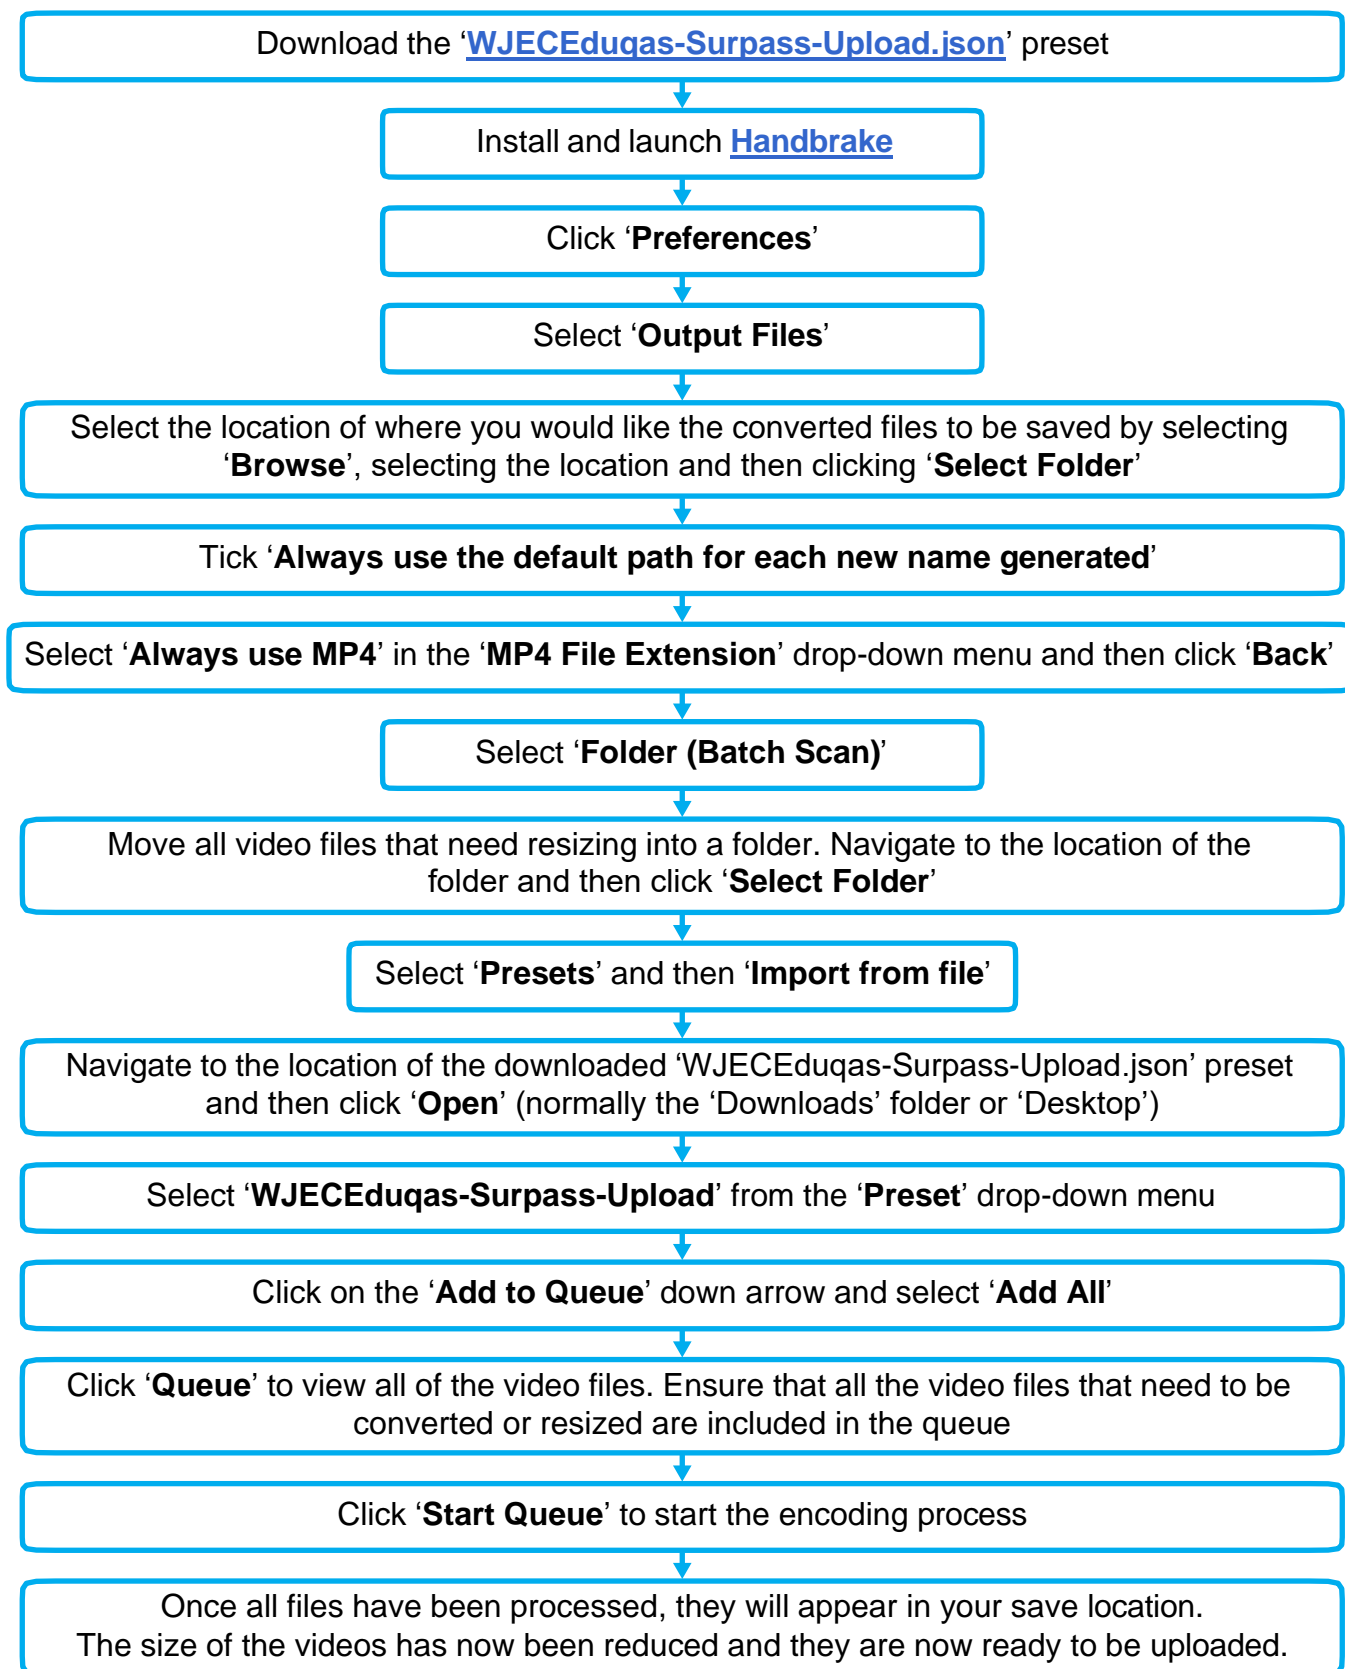 Download the ‘WJECEduqas-Surpass-Upload.json’ preset
Install and launch Handbrake
Click ‘Preferences’
Select ‘Output Files’
Select the location of where you would like the converted files to be saved by selecting
‘Browse’, selecting the location and then clicking ‘Select Folder’
Tick ‘Always use the default path for each new name generated’
Select ‘Always use MP4’ in the ‘MP4 File Extension’ drop-down menu and then click ‘Back’
Select ‘Folder (Batch Scan)’
Move all video files that need resizing into a folder. Navigate to the location of the
folder and then click ‘Select Folder’
Select ‘Presets’ and then ‘Import from file’
Navigate to the location of the downloaded ‘WJECEduqas-Surpass-Upload.json’ preset
and then click ‘Open’ (normally the ‘Downloads’ folder or ‘Desktop’)
Select ‘WJECEduqas-Surpass-Upload’ from the ‘Preset’ drop-down menu
Click on the ‘Add to Queue’ down arrow and select ‘Add All’
Click ‘Queue’ to view all of the video files. Ensure that all the video files that need to be
converted or resized are included in the queue
Click ‘Start Queue’ to start the encoding process
Once all files have been processed, they will appear in your save location.
The size of the videos has now been reduced and they are now ready to be uploaded.